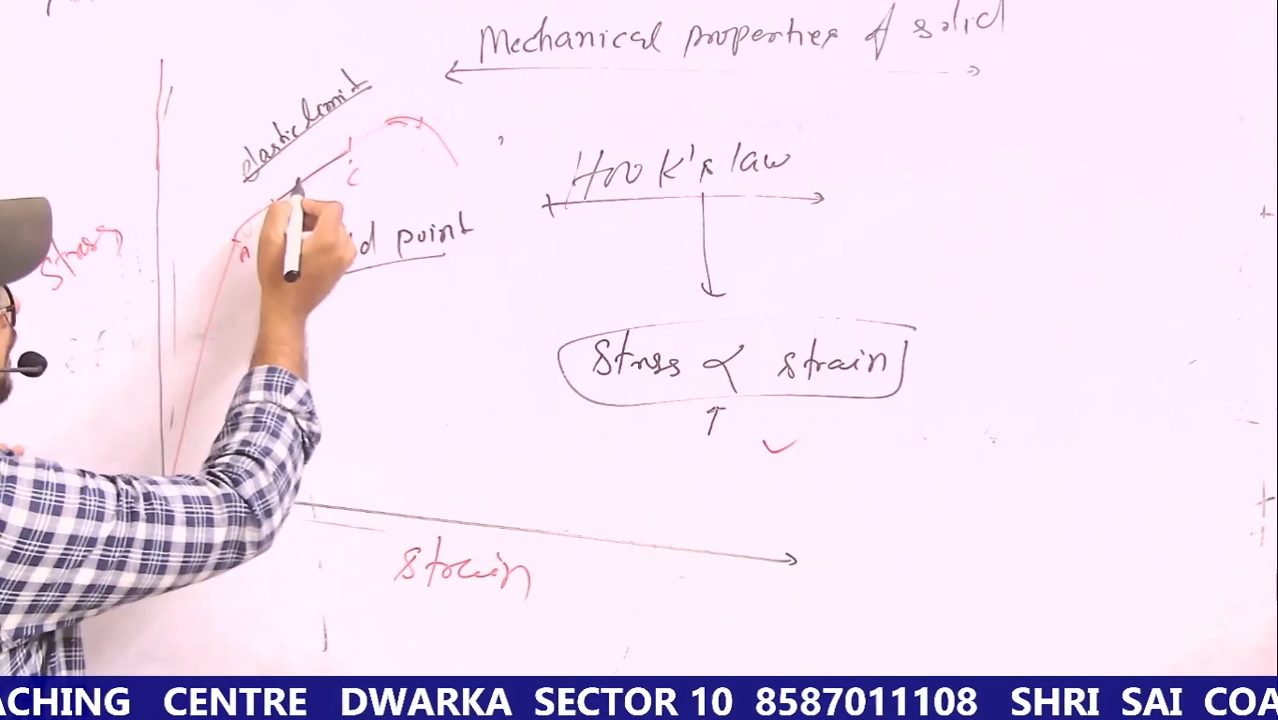 Mechanical properties of solid
elastic limit
Hook's law
C
A
d point
Stress
Stress ∝ strain
strain
ACHING CENTRE DWARKA SECTOR 10 8587011108 SHRI SAI COA